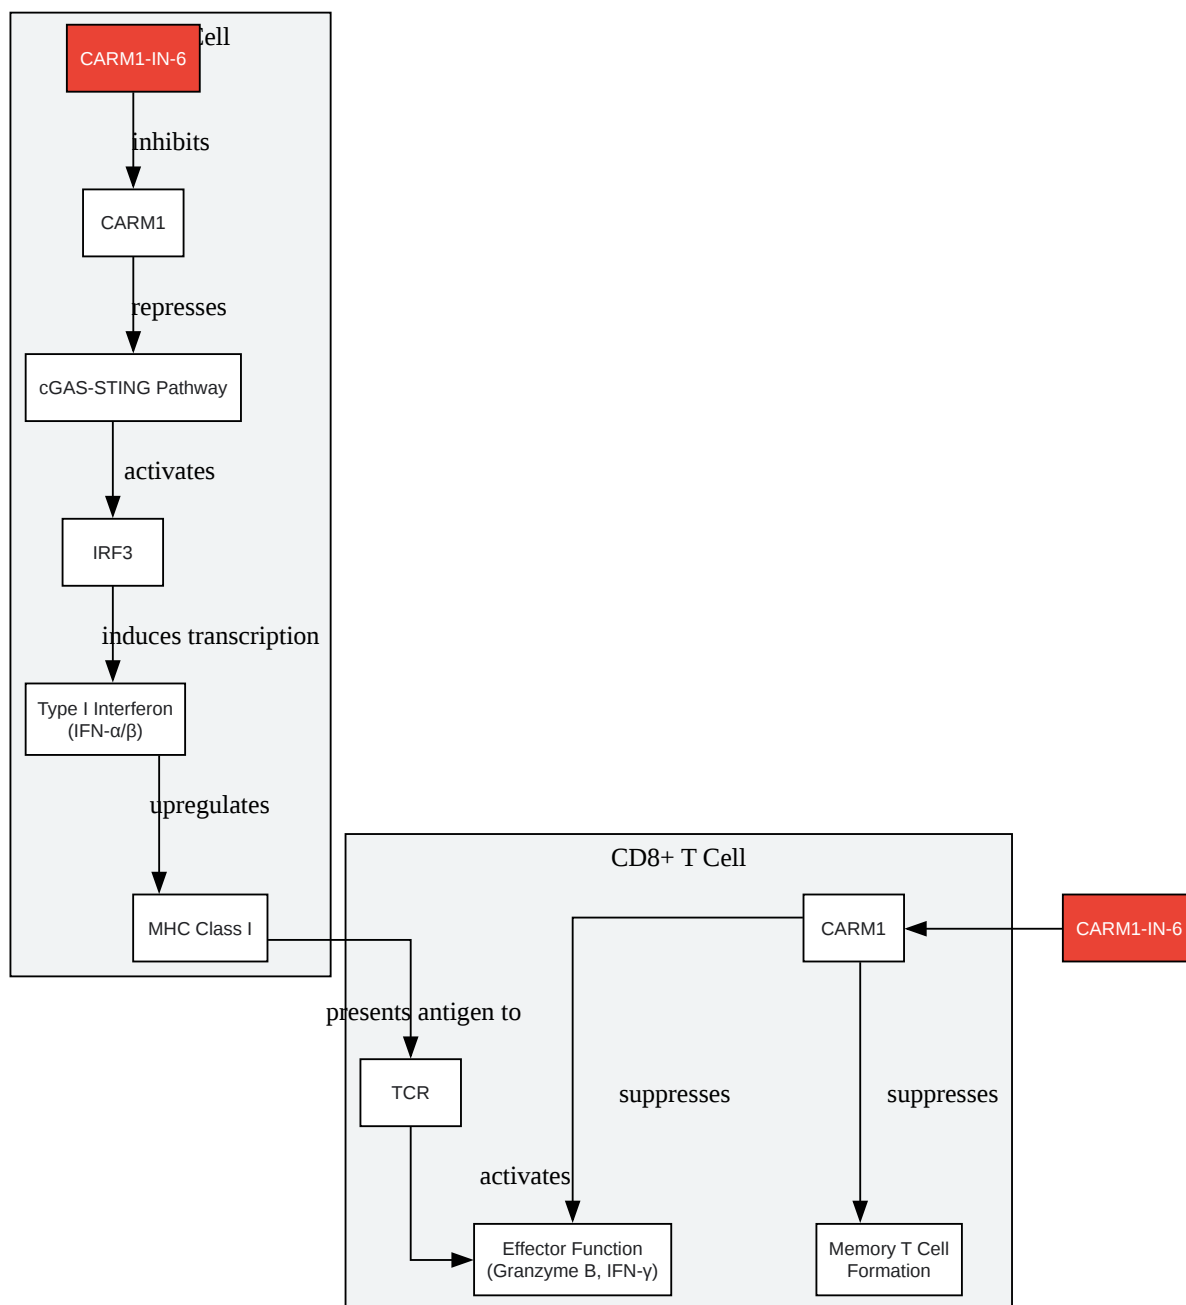 CARM1-IN-6
inhibits
CARM1
represses
cGAS-STING Pathway
activates
IRF3
induces transcription
Type I Interferon
(IFN-α/β)
upregulates
MHC Class I
presents antigen to
CD8+ T Cell
CARM1
CARM1-IN-6
TCR
suppresses
suppresses
activates
Effector Function
(Granzyme B, IFN-γ)
Memory T Cell
Formation